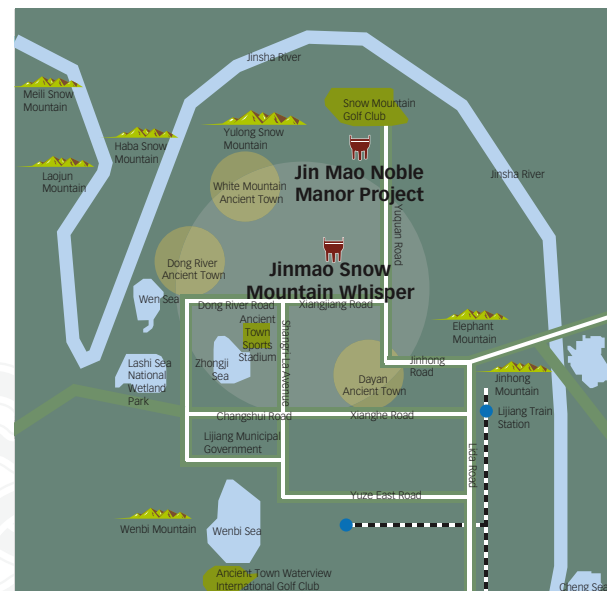 Jinsha River
Meili Snow
Mountain
Snow Mountain
Golf Club
Haba Snow
Mountain
Yulong Snow
Mountain
Laojun
Mountain
Jin Mao Noble
Manor Project
Jinsha River
White Mountain
Ancient Town
Yuquan Road
Dong River
Ancient Town
Jinmao Snow
Mountain Whisper
Wen Sea
Dong River Road
Xiangjiang Road
Ancient
Town
Sports
Stadium
Shangri-La Avenue
Elephant
Mountain
Lashi Sea
National
Wetland
Park
Zhongji
Sea
Jinhong
Road
Jinhong
Mountain
Dayan
Ancient Town
Changshui Road
Xianghe Road
Lijiang Train
Station
Lijiang Municipal
Government
Lida Road
Yuze East Road
Wenbi Mountain
Wenbi Sea
Ancient Town Waterview
International Golf Club
Cheng Sea